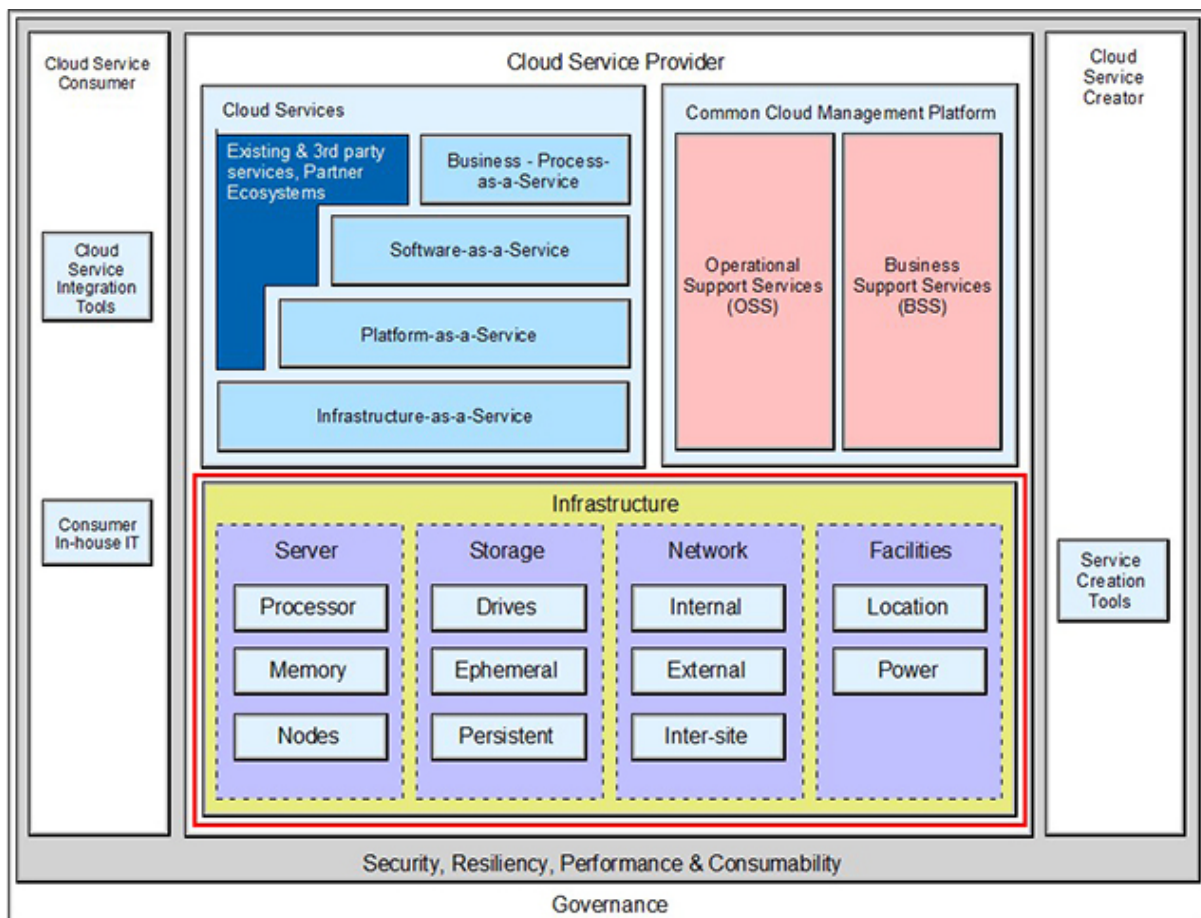 Cloud Service
Consumer
Cloud
Service
Integration
Tools
Consumer
In-house IT
Cloud Service Provider
Cloud Services
Existing & 3rd party
services, Partner
Ecosystems
Business - Process-
as-a-Service
Software-as-a-Service
Platform-as-a-Service
Infrastructure-as-a-Service
Common Cloud Management Platform
Operational
Support Services
(OSS)
Business
Support Services
(BSS)
Infrastructure
Server
Processor
Memory
Nodes
Storage
Drives
Ephemeral
Persistent
Network
Internal
External
Inter-site
Facilities
Location
Power
Cloud
Service
Creator
Service
Creation
Tools
Security, Resiliency, Performance & Consumability
Governance